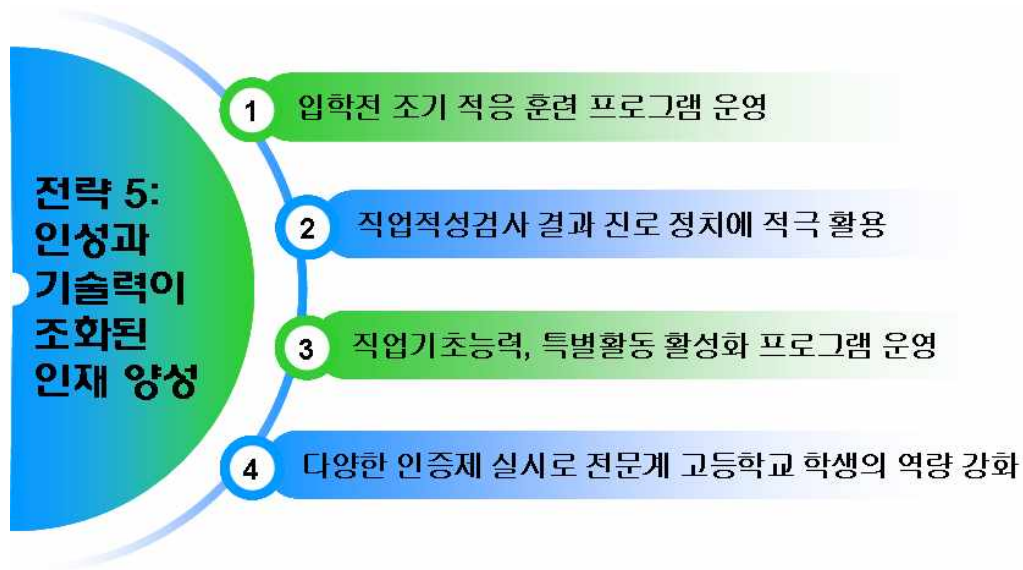 전략 5:
인성과
기술력이
조화된
인재 양성
1 입학전 조기 적응 훈련 프로그램 운영
2 직업적성검사 결과 진로 정치에 적극 활용
3 직업기초능력, 특별활동 활성화 프로그램 운영
4 다양한 인증제 실시로 전문계 고등학교 학생의 역량 강화